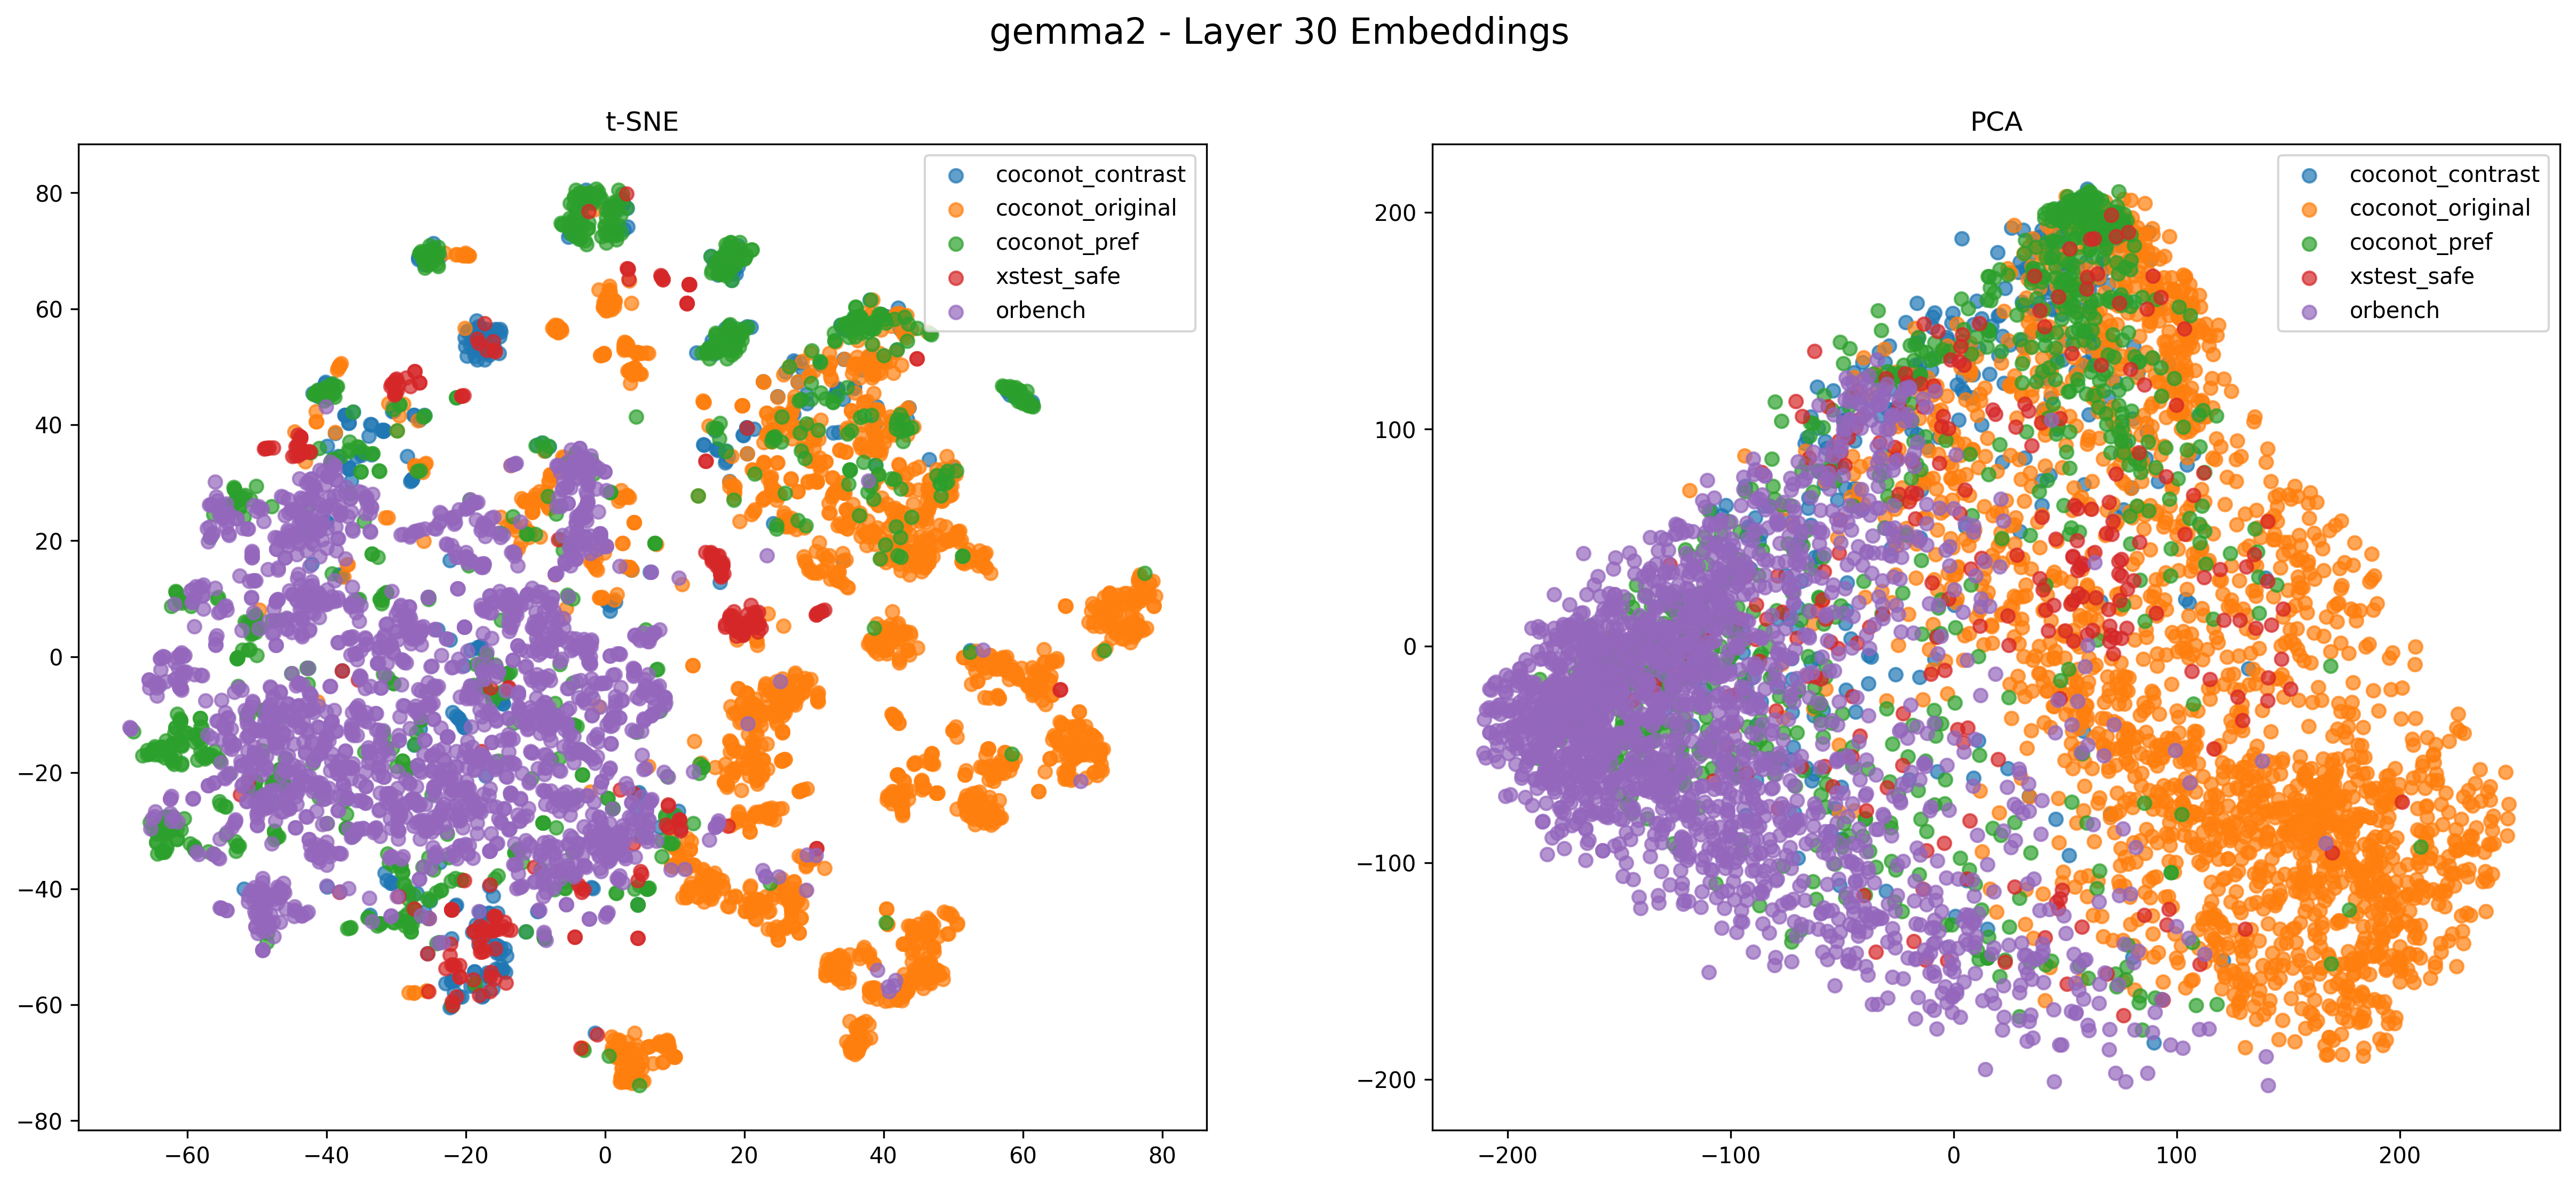 gemma2 - Layer 30 Embeddings
t-SNE
coconot_contrast
coconot_original
coconot_pref
xstest_safe
orbench
80
60
40
20
0
−20
−40
−60
−80
−60
−40
−20
0
20
40
60
80
PCA
coconot_contrast
coconot_original
coconot_pref
xstest_safe
orbench
200
100
0
−100
−200
−200
−100
0
100
200